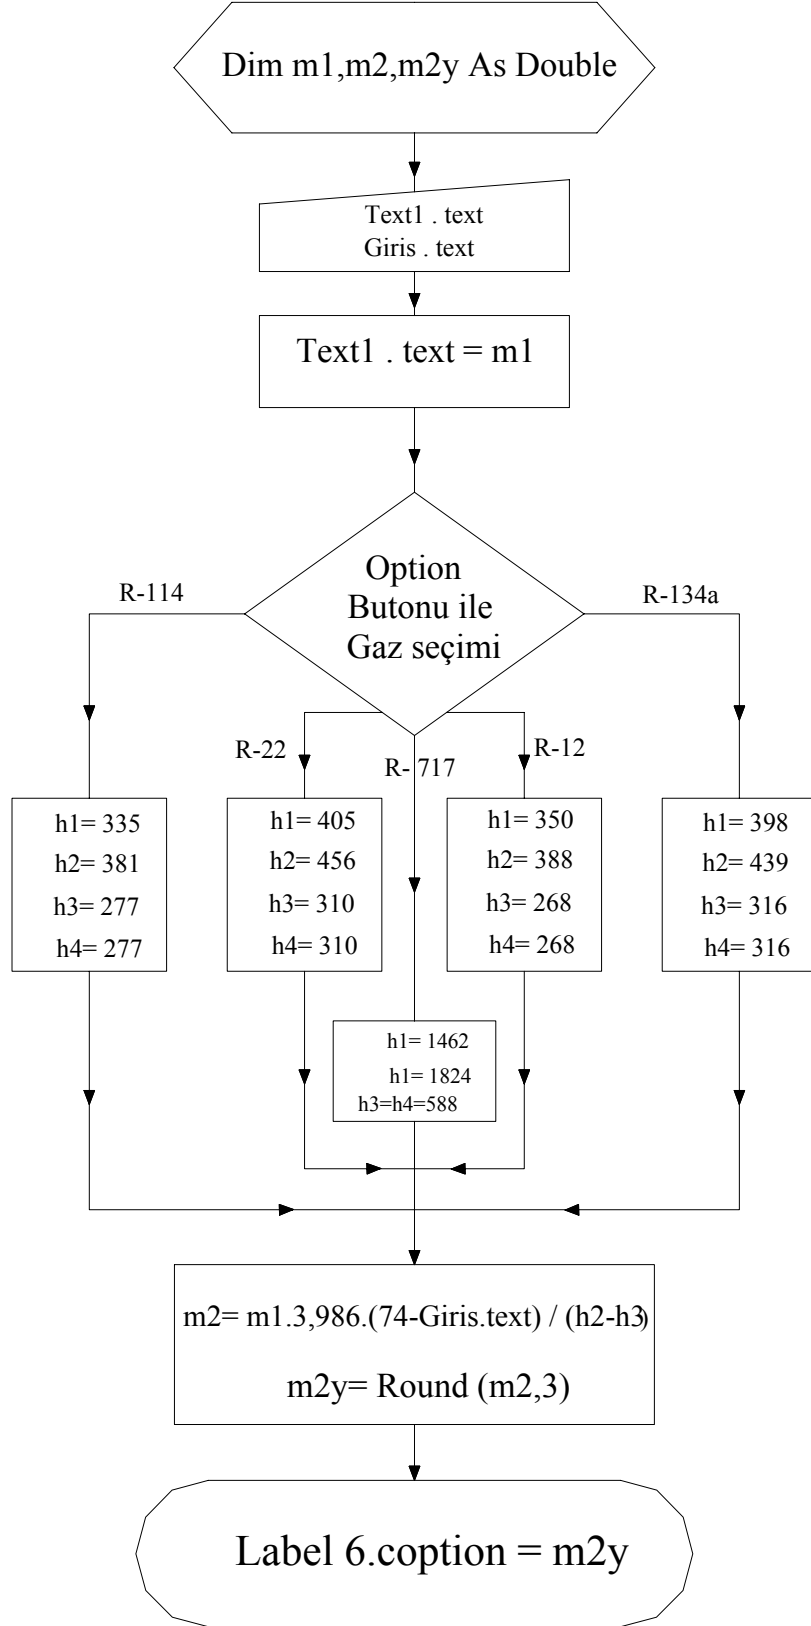 Dim m1,m2,m2y As Double
Text1 . text
Giris . text
Text1 . text = m1
Option
Butonu ile
Gaz seçimi
R-114
R-134a
R-22
R- 717
R-12
h1= 335
h2= 381
h3= 277
h4= 277
h1= 405
h2= 456
h3= 310
h4= 310
h1= 350
h2= 388
h3= 268
h4= 268
h1= 398
h2= 439
h3= 316
h4= 316
h1= 1462
h1= 1824
h3=h4=588
m2= m1.3,986.(74-Giris.text) / (h2-h3)
m2y= Round (m2,3)
Label 6.coption = m2y